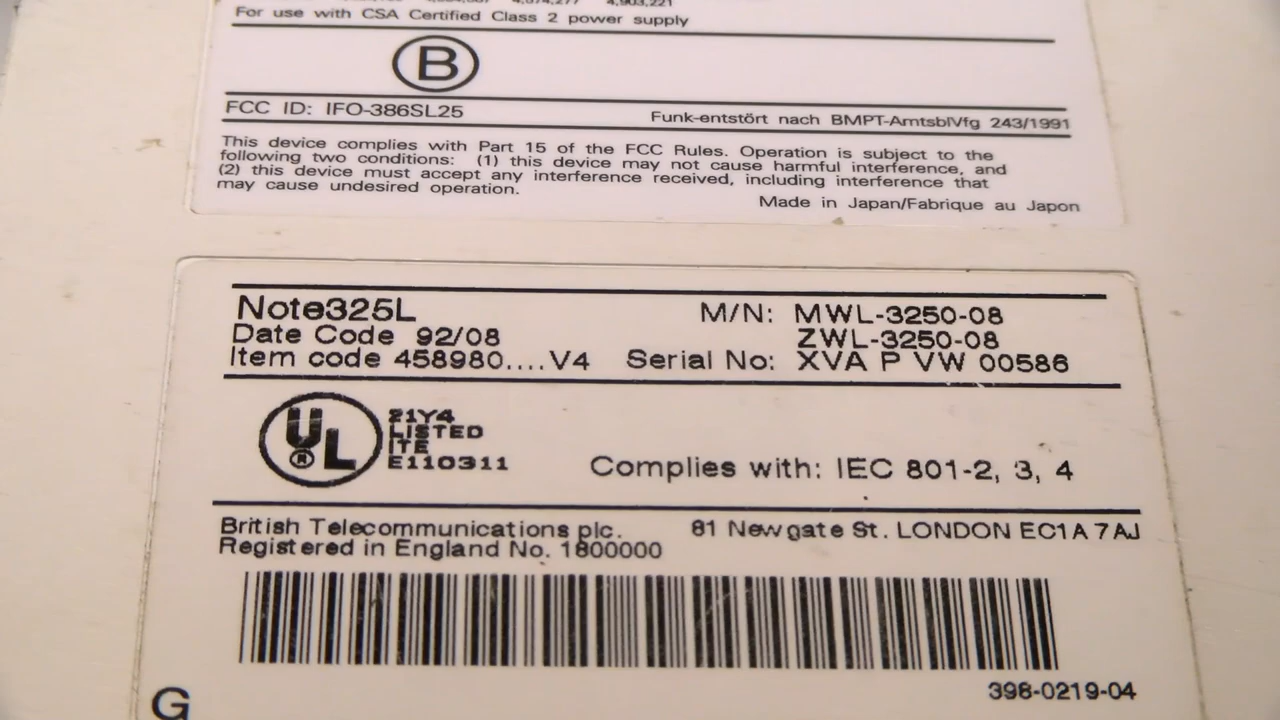 4,903,221
For use with CSA Certified Class 2 power supply
B
FCC ID: IFO-386SL25
Funk-entstört nach BMPT-AmtsblVfg 243/1991
This device complies with Part 15 of the FCC Rules. Operation is subject to the
following two conditions: (1) this device may not cause harmful interference, and
(2) this device must accept any interference received, including interference that
may cause undesired operation.
Made in Japan/Fabrique au Japon
Note325L M/N: MWL-3250-08
Date Code 92/08 ZWL-3250-08
Item code 458980....V4 Serial No: XVA P VW 00586
UL ®
21Y4
LISTED
ITE
E110311
Complies with: IEC 801-2, 3, 4
British Telecommunications plc. 81 Newgate St. LONDON EC1A 7AJ
Registered in England No. 1800000
398-0219-04
G